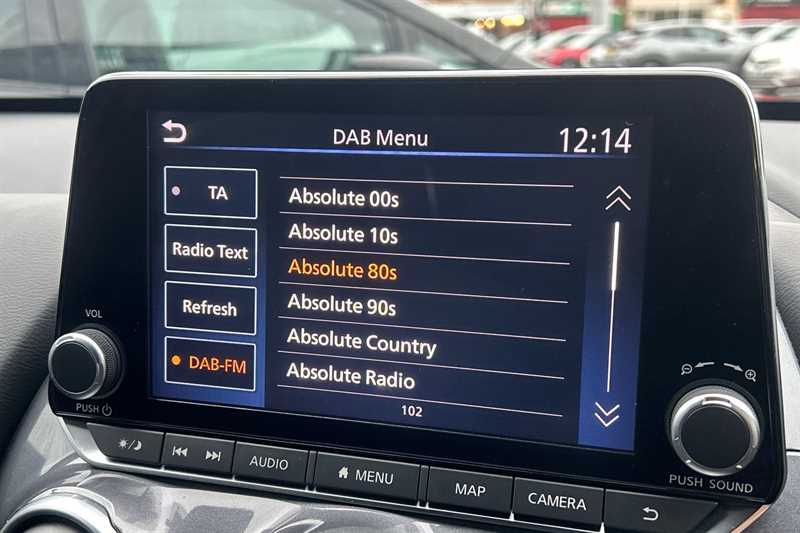 DAB Menu
12:14
TA
Radio Text
Refresh
DAB-FM
Absolute 00s
Absolute 10s
Absolute 80s
Absolute 90s
Absolute Country
Absolute Radio
102
VOL
PUSH
AUDIO
MENU
MAP
CAMERA
PUSH SOUND